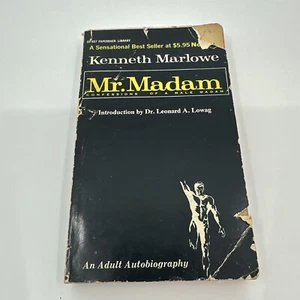 PAPERBACK LIBRARY
A Sensational Best Seller at $5.95 No
Kenneth Marlowe
Mr. Madam
CONFESSIONS OF A MALE MADAM
Introduction by Dr. Leonard A. Lowag
An Adult Autobiography